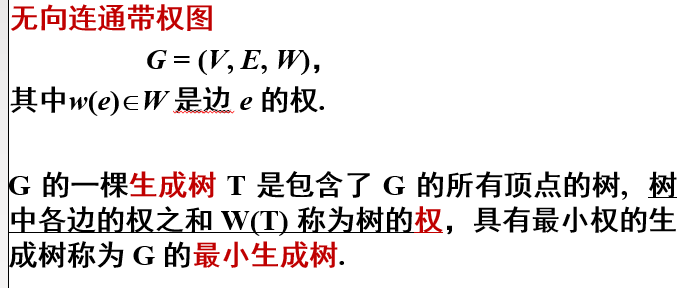 无向连通带权图
G = (V, E, W),
其中w(e)∈W 是边 e 的权.
G 的一棵生成树 T 是包含了 G 的所有顶点的树, 树
中各边的权之和 W(T) 称为树的权，具有最小权的生
成树称为 G 的最小生成树.